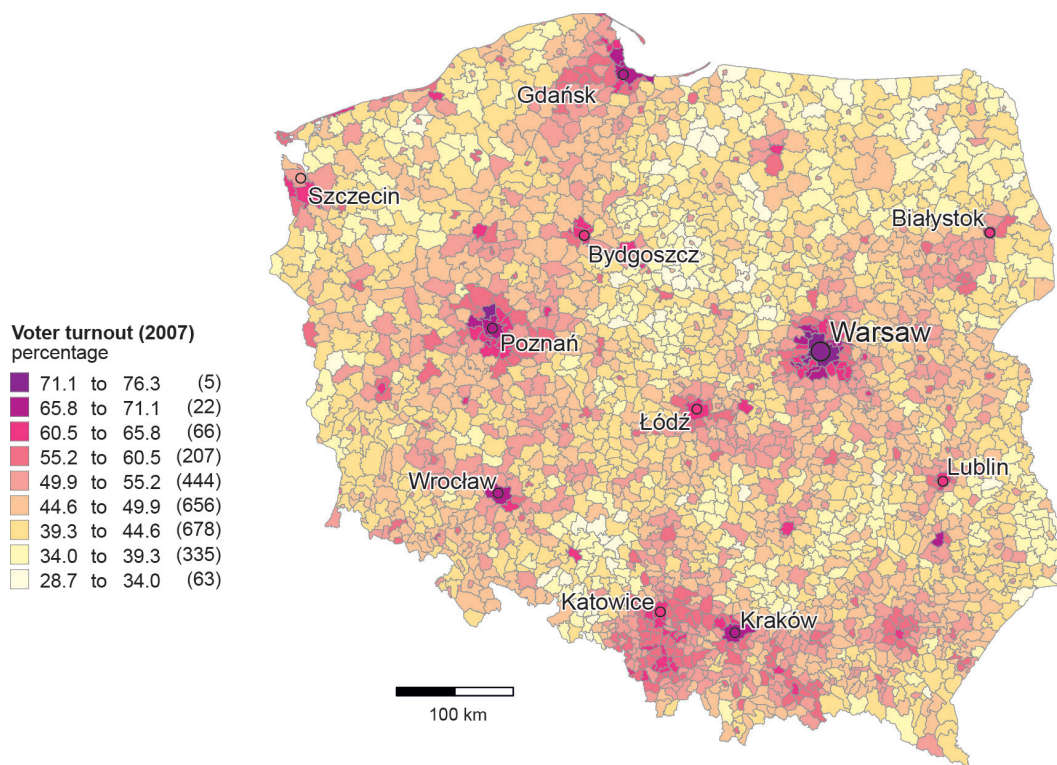 Gdańsk
Szczecin
Białystok
Bydgoszcz
Voter turnout (2007)
percentage
Warsaw
Poznań
71.1 to 76.3 (5)
65.8 to 71.1 (22)
60.5 to 65.8 (66)
55.2 to 60.5 (207)
49.9 to 55.2 (444)
44.6 to 49.9 (656)
39.3 to 44.6 (678)
34.0 to 39.3 (335)
28.7 to 34.0 (63)
Łódź
Lublin
Wrocław
Katowice
Kraków
100 km